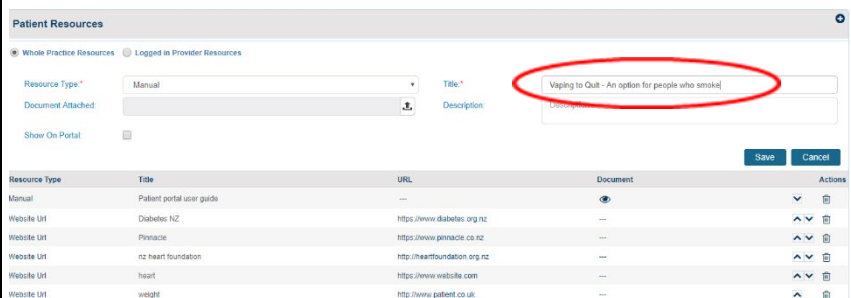 Patient Resources
Whole Practice Resources Logged in Provider Resources
Resource Type:* Manual Title:* Vaping to Quit - An option for people who smoke
Document Attached: Description: Description
Show On Portal:
Save Cancel
Resource Type Title URL Document Actions
Manual Patient portal user guide ---
Website Url Diabetes NZ https://www.diabetes.org.nz ---
Website Url Pinnacle https://www.pinnacle.co.nz ---
Website Url nz heart foundation http://heartfoundation.org.nz ---
Website Url heart https://www.website.com ---
Website Url weight http://www.patient.co.uk ---